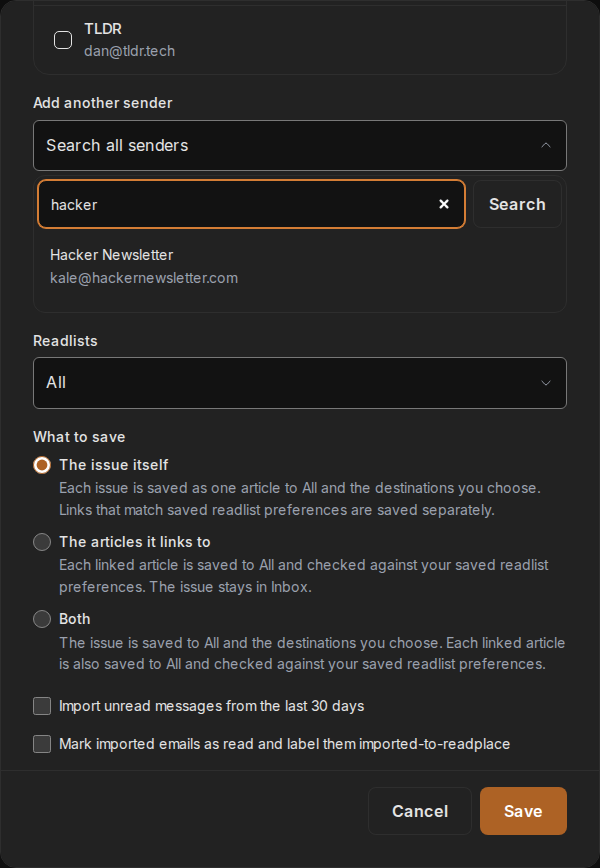 TLDR
dan@tldr.tech
Add another sender
Search all senders
hacker
Search
Hacker Newsletter
kale@hackernewsletter.com
Readlists
All
What to save
The issue itself
Each issue is saved as one article to All and the destinations you choose.
Links that match saved readlist preferences are saved separately.
The articles it links to
Each linked article is saved to All and checked against your saved readlist
preferences. The issue stays in Inbox.
Both
The issue is saved to All and the destinations you choose. Each linked article
is also saved to All and checked against your saved readlist preferences.
Import unread messages from the last 30 days
Mark imported emails as read and label them imported-to-readplace
Cancel
Save